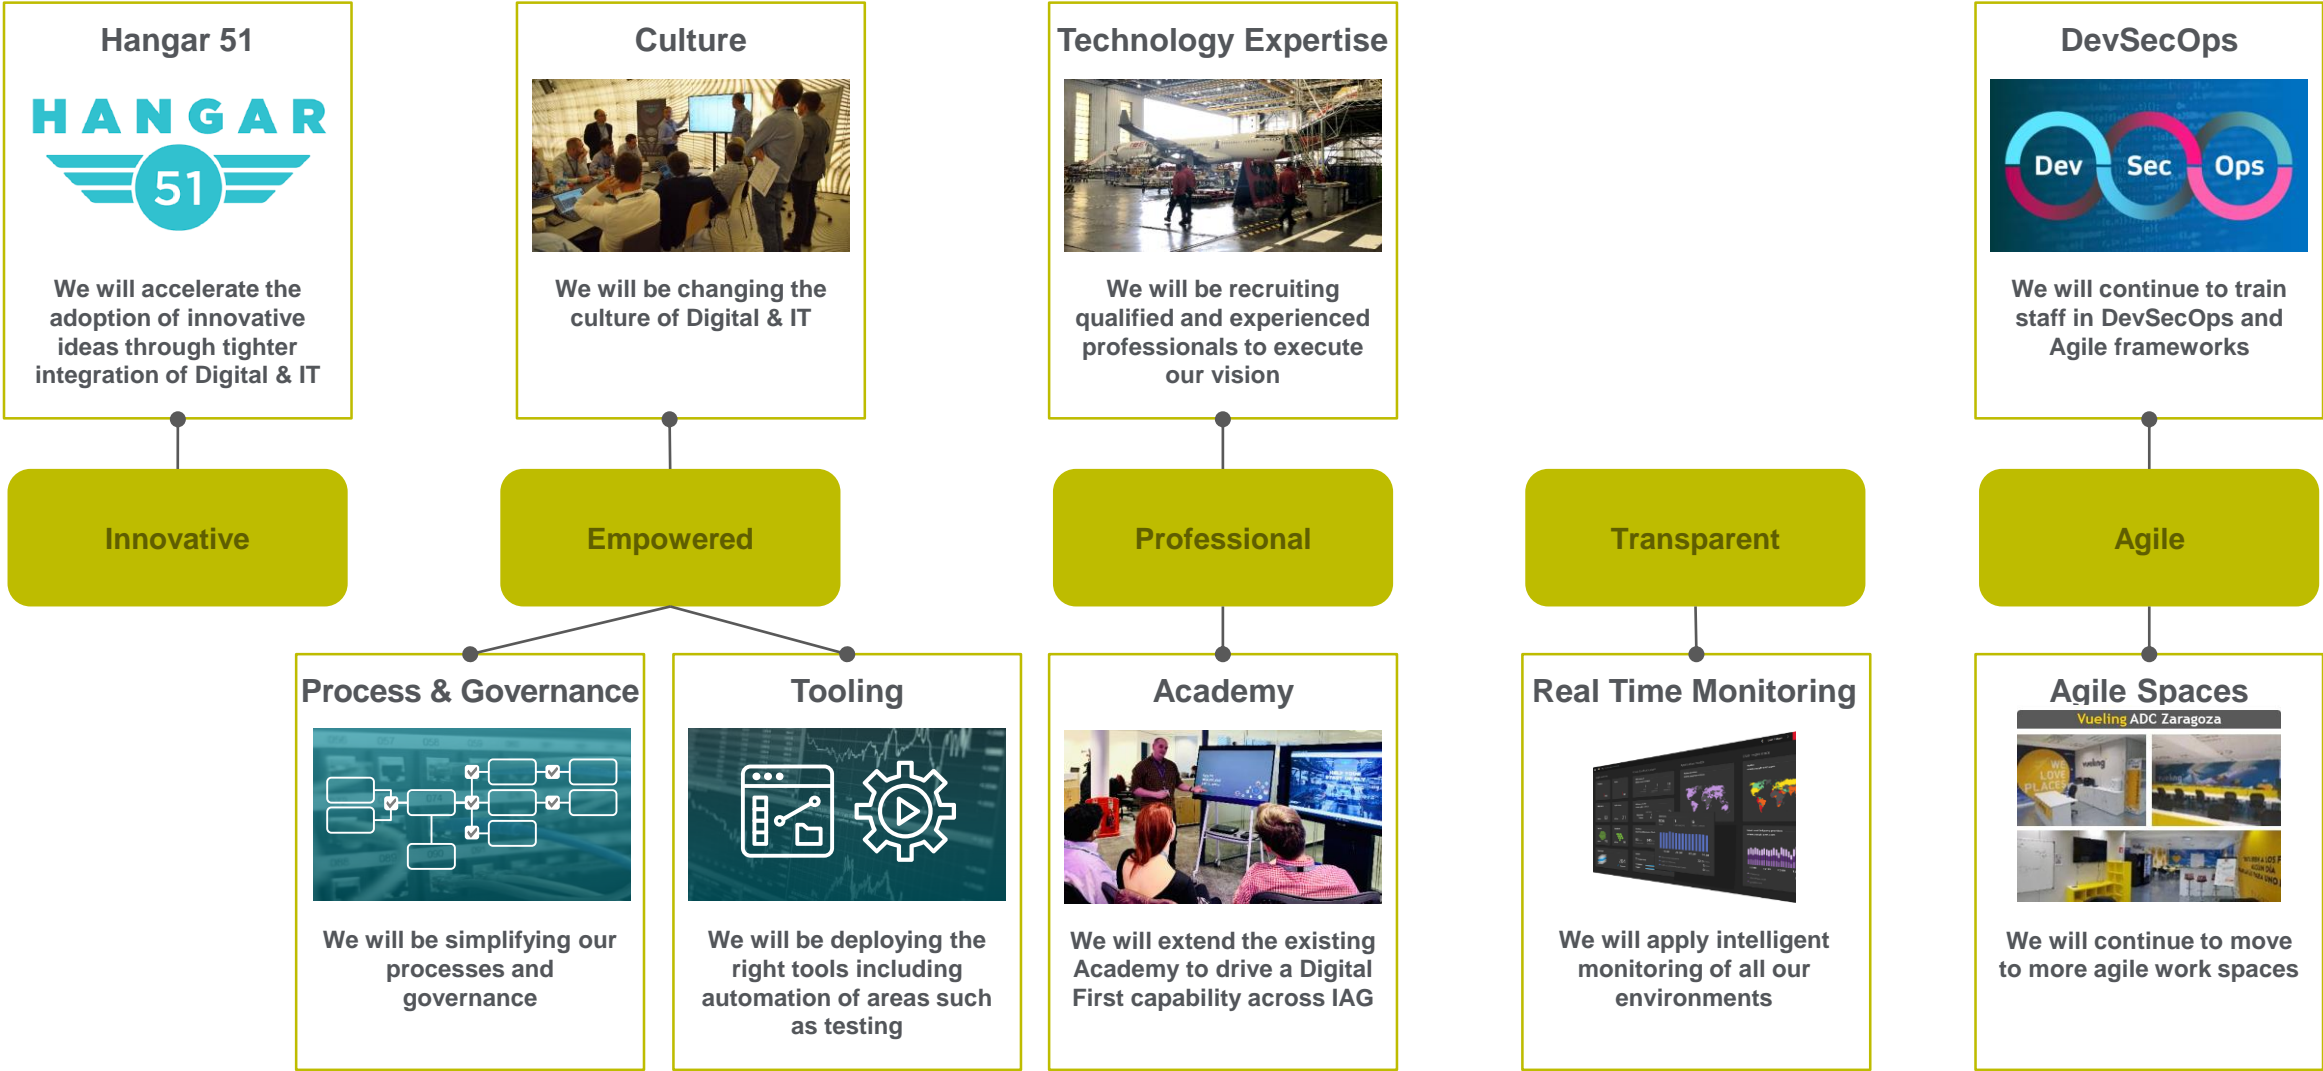 Hangar 51
HANGAR
51
We will accelerate the
adoption of innovative
ideas through tighter
integration of Digital & IT
Culture
We will be changing the
culture of Digital & IT
Technology Expertise
We will be recruiting
qualified and experienced
professionals to execute
our vision
DevSecOps
Dev Sec Ops
We will continue to train
staff in DevSecOps and
Agile frameworks
Innovative
Empowered
Professional
Transparent
Agile
Process & Governance
We will be simplifying our
processes and
governance
Tooling
We will be deploying the
right tools including
automation of areas such
as testing
Academy
We will extend the existing
Academy to drive a Digital
First capability across IAG
Real Time Monitoring
We will apply intelligent
monitoring of all our
environments
Agile Spaces
Vueling ADC Zaragoza
WE
LOVE
PLACES
vueling
vueling
We will continue to move
to more agile work spaces